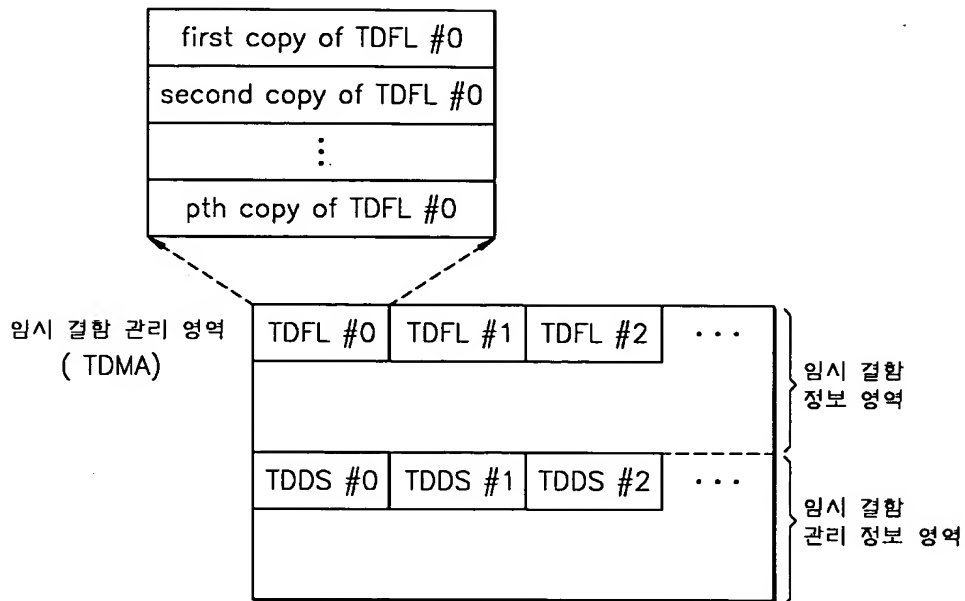 first copy of TDFL #0
second copy of TDFL #0
⋮
pth copy of TDFL #0
임시 결함 관리 영역
( TDMA)
TDFL #0
TDFL #1
TDFL #2
···
임시 결함
정보 영역
TDDS #0
TDDS #1
TDDS #2
···
임시 결함
관리 정보 영역